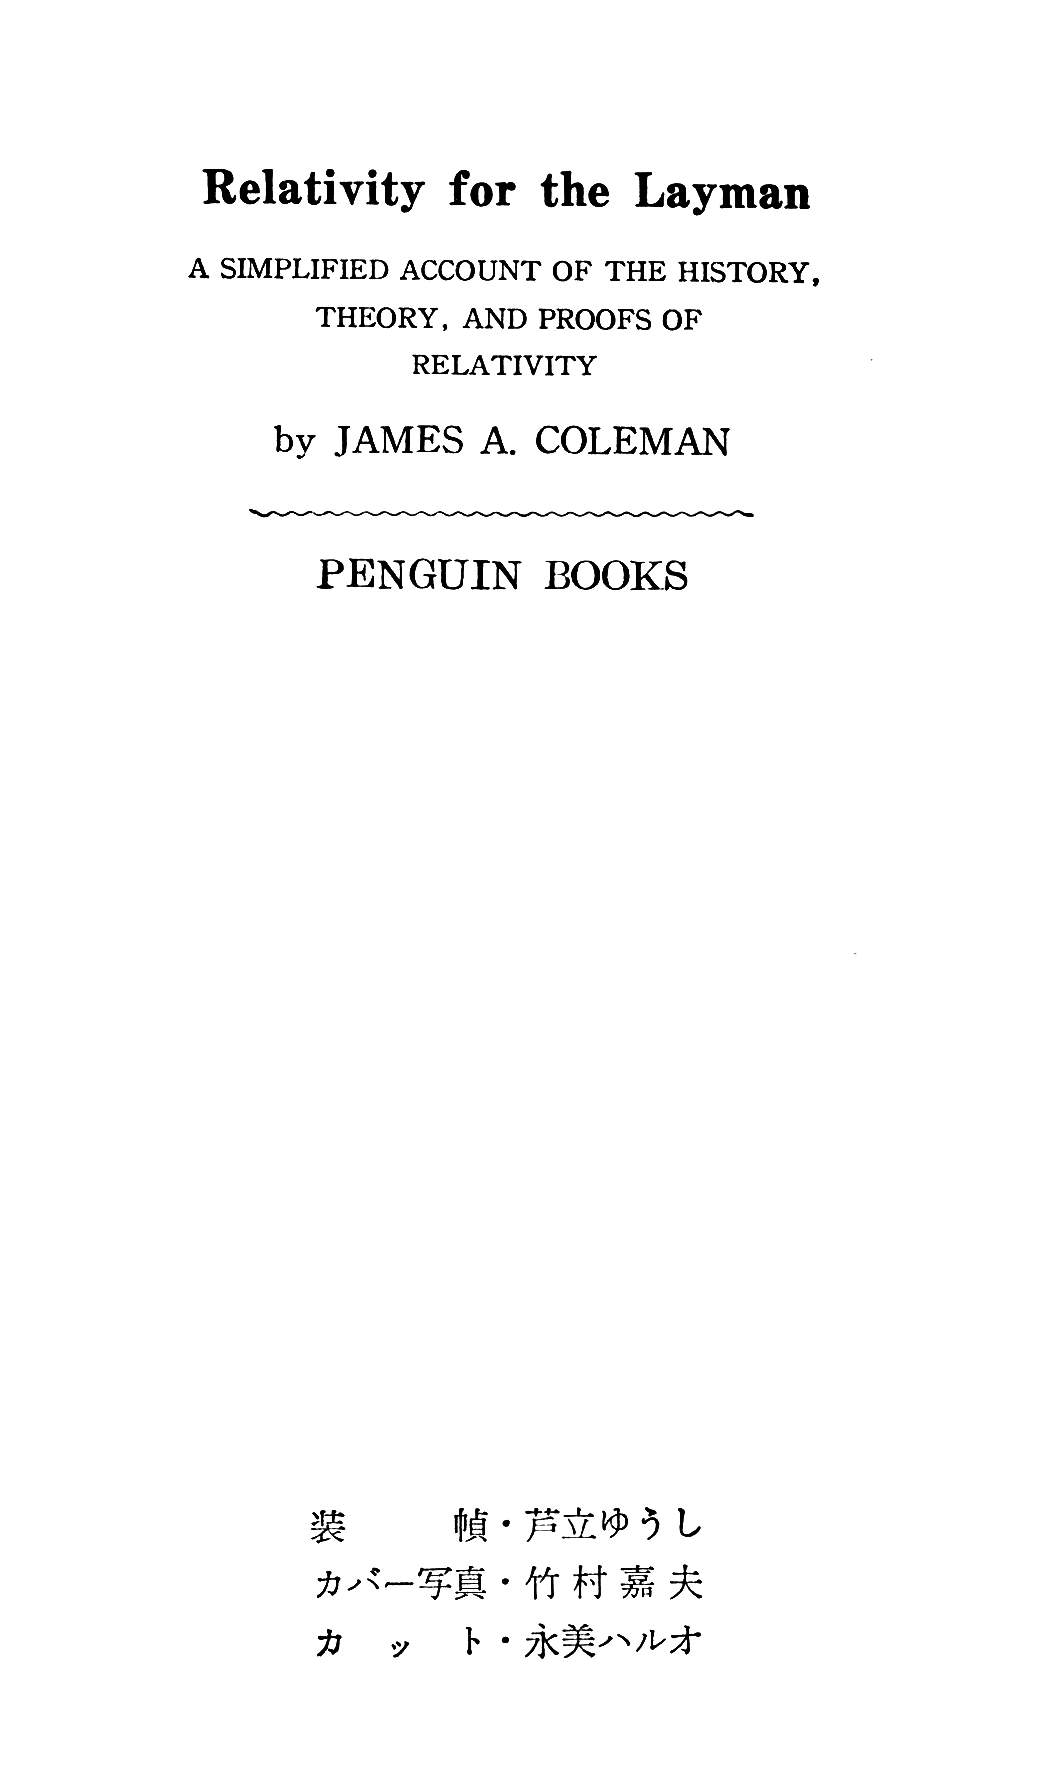 Relativity for the Layman
A SIMPLIFIED ACCOUNT OF THE HISTORY,
THEORY, AND PROOFS OF
RELATIVITY
by JAMES A. COLEMAN
PENGUIN BOOKS
装　　　幀・芦立ゆうし
カバー写真・竹村嘉夫
カ　ッ　ト・永美ハルオ